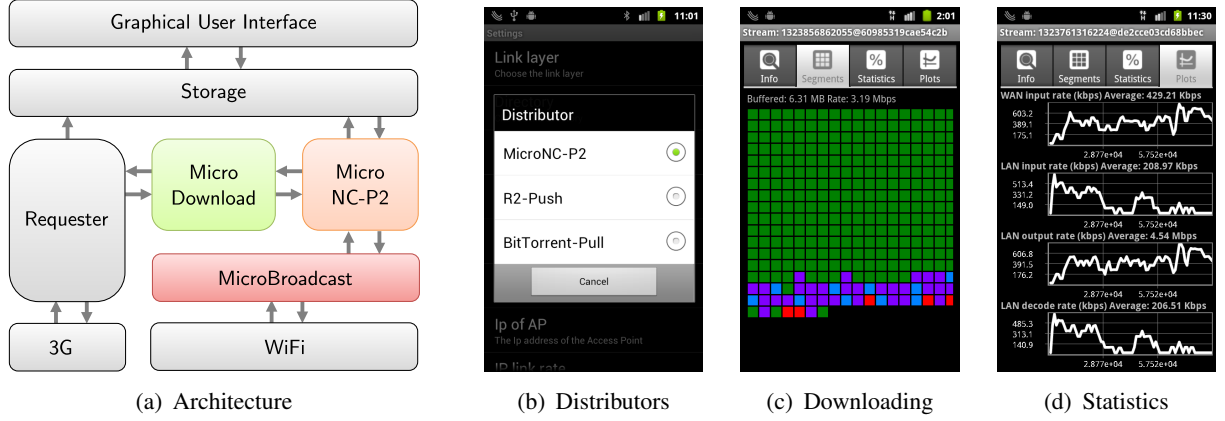 Graphical User Interface
Storage
Requester
Micro
Download
Micro
NC-P2
MicroBroadcast
3G
WiFi
(a) Architecture
11:01
Settings
Link layer
Choose the link layer
Distributor
MicroNC-P2
R2-Push
BitTorrent-Pull
Cancel
Ip of AP
The Ip address of the Access Point
IP link rate
(b) Distributors
2:01
Stream: 1323856862055@60985319cae54c2b
Info
Segments
%
Statistics
Plots
Buffered: 6.31 MB Rate: 3.19 Mbps
(c) Downloading
11:30
Stream: 1323761316224@de2cce03cd68bbec
Info
Segments
%
Statistics
Plots
WAN input rate (kbps) Average: 429.21 Kbps
603.2
389.1
175.1
2.877e+04 5.752e+04
LAN input rate (kbps) Average: 208.97 Kbps
513.4
331.2
149.0
2.877e+04 5.752e+04
LAN output rate (kbps) Average: 4.54 Mbps
606.8
391.5
176.2
2.877e+04 5.752e+04
LAN decode rate (kbps) Average: 206.51 Kbps
485.3
313.1
140.9
2.877e+04 5.752e+04
(d) Statistics